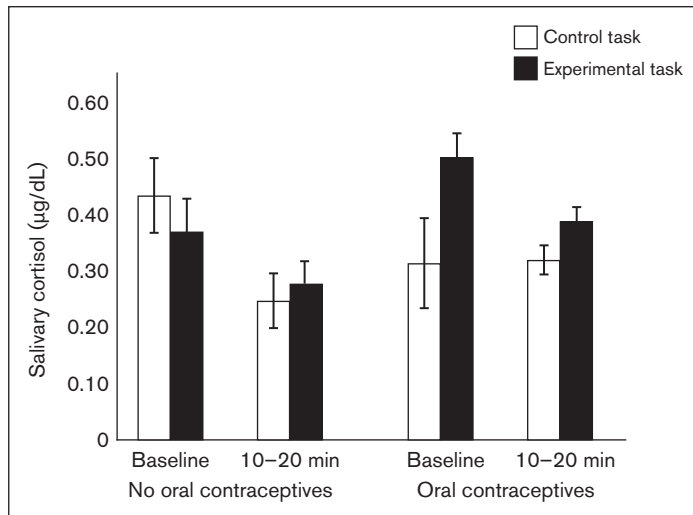 Control task
Experimental task
Salivary cortisol (µg/dL)
0.60
0.50
0.40
0.30
0.20
0.10
0
Baseline 10–20 min Baseline 10–20 min
No oral contraceptives Oral contraceptives